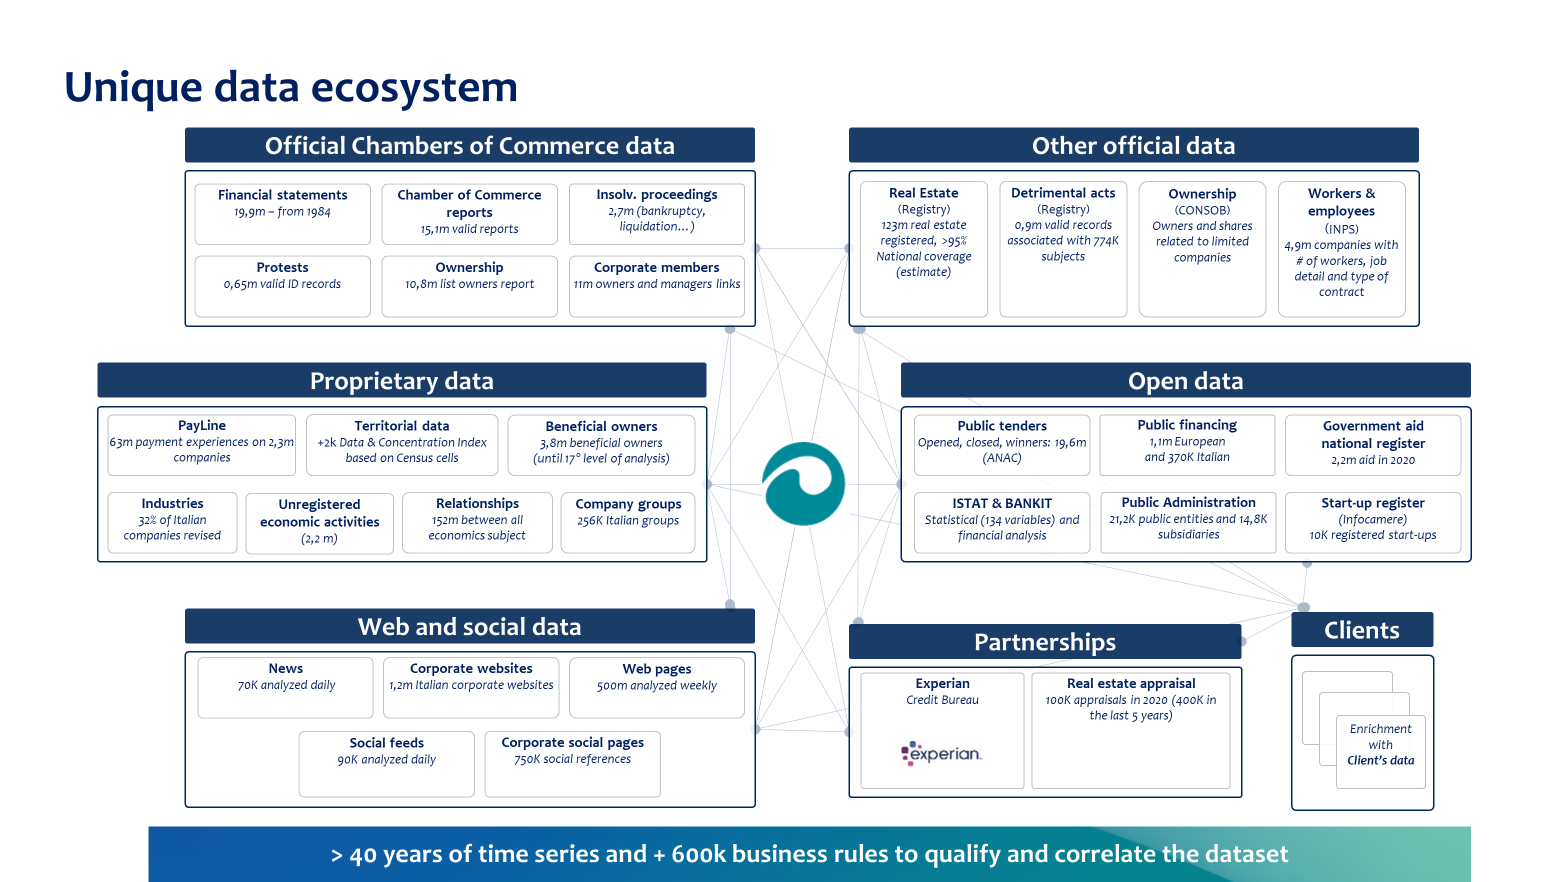 Unique data ecosystem
Official Chambers of Commerce data
Financial statements
19,9m – from 1984
Chamber of Commerce
reports
15,1m valid reports
Insolv. proceedings
2,7m (bankruptcy,
liquidation...)
Protests
0,65m valid ID records
Ownership
10,8m list owners report
Corporate members
11m owners and managers links
Other official data
Real Estate
(Registry)
123m real estate
registered, >95%
National coverage
(estimate)
Detrimental acts
(Registry)
0,9m valid records
associated with 774K
subjects
Ownership
(CONSOB)
Owners and shares
related to limited
companies
Workers &
employees
(INPS)
4,9m companies with
# of workers, job
detail and type of
contract
Proprietary data
PayLine
63m payment experiences on 2,3m
companies
Territorial data
+2k Data & Concentration Index
based on Census cells
Beneficial owners
3,8m beneficial owners
(until 17° level of analysis)
Industries
32% of Italian
companies revised
Unregistered
economic activities
(2,2 m)
Relationships
152m between all
economics subject
Company groups
256K Italian groups
Open data
Public tenders
Opened, closed, winners: 19,6m
(ANAC)
Public financing
1,1m European
and 370K Italian
Government aid
national register
2,2m aid in 2020
ISTAT & BANKIT
Statistical (134 variables) and
financial analysis
Public Administration
21,2K public entities and 14,8K
subsidiaries
Start-up register
(Infocamere)
10K registered start-ups
Web and social data
News
70K analyzed daily
Corporate websites
1,2m Italian corporate websites
Web pages
500m analyzed weekly
Social feeds
90K analyzed daily
Corporate social pages
750K social references
Partnerships
Experian
Credit Bureau
experian.
Real estate appraisal
100K appraisals in 2020 (400K in
the last 5 years)
Clients
Enrichment
with
Client's data
> 40 years of time series and + 600k business rules to qualify and correlate the dataset